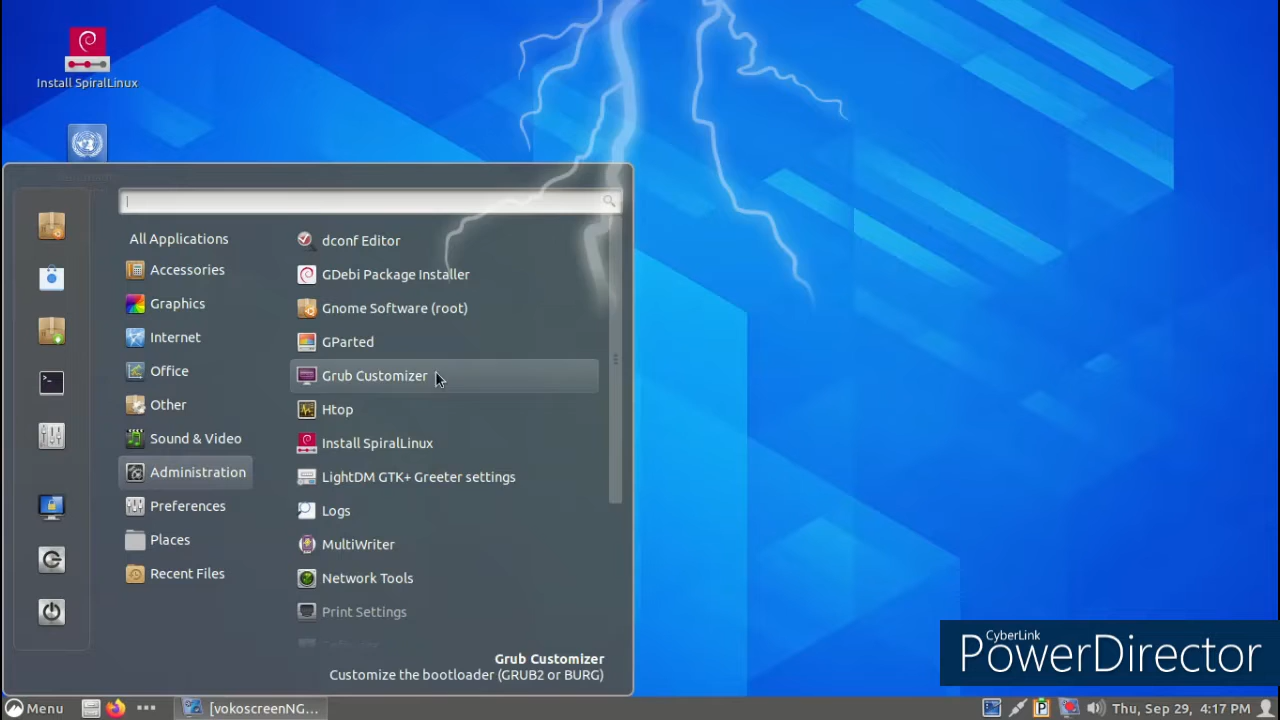 Install SpiralLinux
All Applications
Accessories
Graphics
Internet
Office
Other
Sound & Video
Administration
Preferences
Places
Recent Files
dconf Editor
GDebi Package Installer
Gnome Software (root)
GParted
Grub Customizer
Htop
Install SpiralLinux
LightDM GTK+ Greeter settings
Logs
MultiWriter
Network Tools
Print Settings
Grub Customizer
Customize the bootloader (GRUB2 or BURG)
CyberLink
PowerDirector
Menu
[vokoscreenNG...
Thu, Sep 29, 4:17 PM